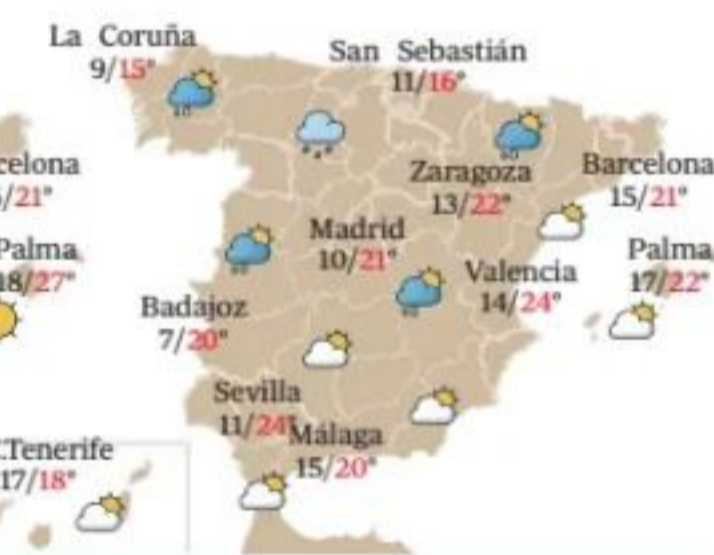 La Coruña
9/15°
San Sebastián
11/16°
celona
/21°
Zaragoza
13/22°
Barcelona
15/21°
Palma
18/27°
Madrid
10/21°
Valencia
14/24°
Palma
17/22°
Badajoz
7/20°
Sevilla
11/24°
Málaga
15/20°
Tenerife
17/18°